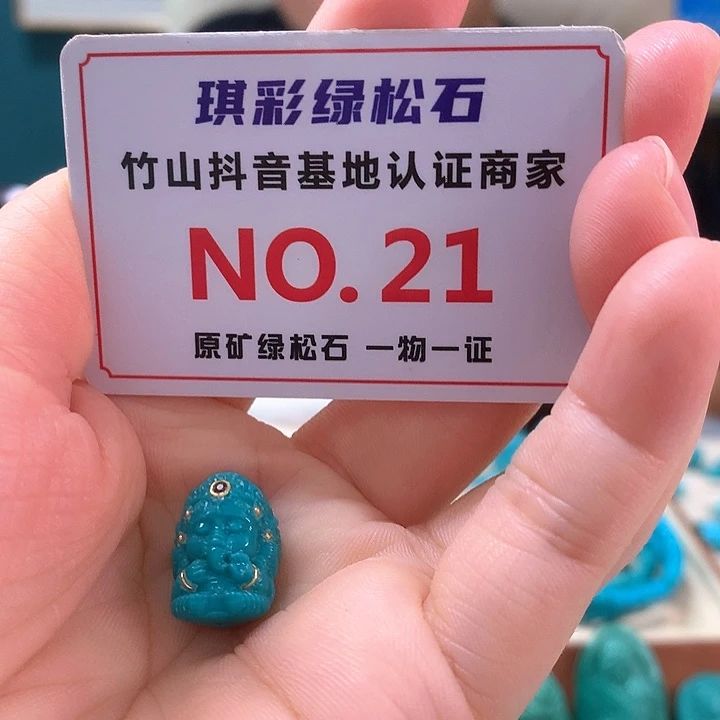 琪彩绿松石
竹山抖音基地认证商家
NO.21
原矿绿松石 一物一证